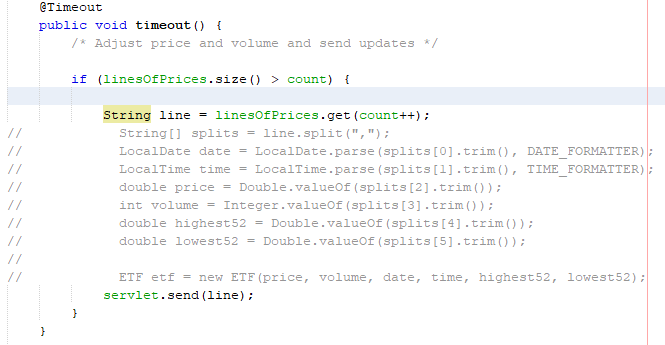 @Timeout
public void timeout() {
/* Adjust price and volume and send updates */
if (linesOfPrices.size() > count) {
String line = linesOfPrices.get(count++);
// String[] splits = line.split(",");
// LocalDate date = LocalDate.parse(splits[0].trim(), DATE_FORMATTER);
// LocalTime time = LocalTime.parse(splits[1].trim(), TIME_FORMATTER);
// double price = Double.valueOf(splits[2].trim());
// int volume = Integer.valueOf(splits[3].trim());
// double highest52 = Double.valueOf(splits[4].trim());
// double lowest52 = Double.valueOf(splits[5].trim());
//
// ETF etf = new ETF(price, volume, date, time, highest52, lowest52);
servlet.send(line);
}
}